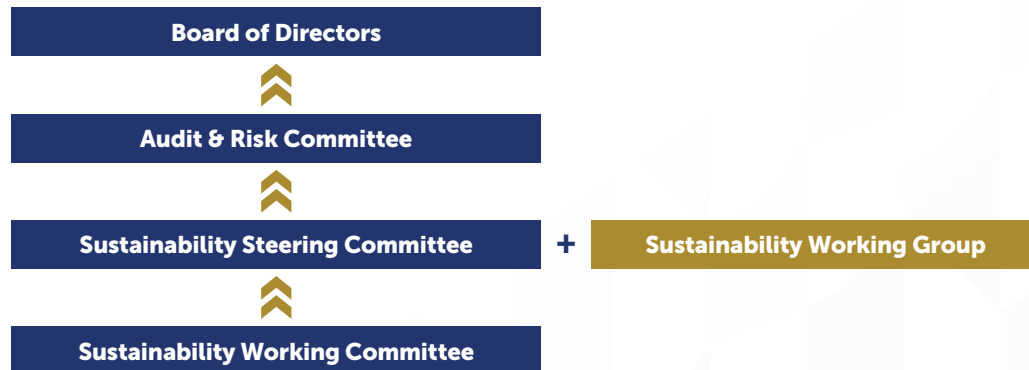 Board of Directors
Audit & Risk Committee
Sustainability Steering Committee + Sustainability Working Group
Sustainability Working Committee